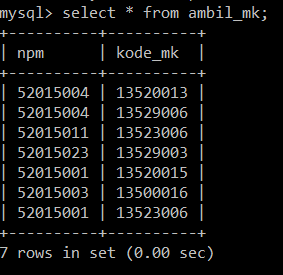 mysql> select * from ambil_mk;
+----------+----------+
| npm      | kode_mk  |
+----------+----------+
| 52015004 | 13520013 |
| 52015004 | 13529006 |
| 52015011 | 13523006 |
| 52015023 | 13529003 |
| 52015001 | 13520015 |
| 52015003 | 13500016 |
| 52015001 | 13523006 |
+----------+----------+
7 rows in set (0.00 sec)